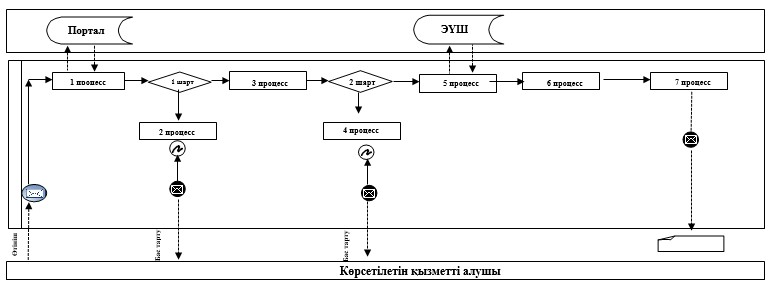 Портал
ЭҮШ
1 процесс
1 шарт
3 процесс
2 шарт
5 процесс
6 процесс
7 процесс
2 процесс
4 процесс
Өтініш
Бас тарту
Бас тарту
Көрсетілетін қызметті алушы